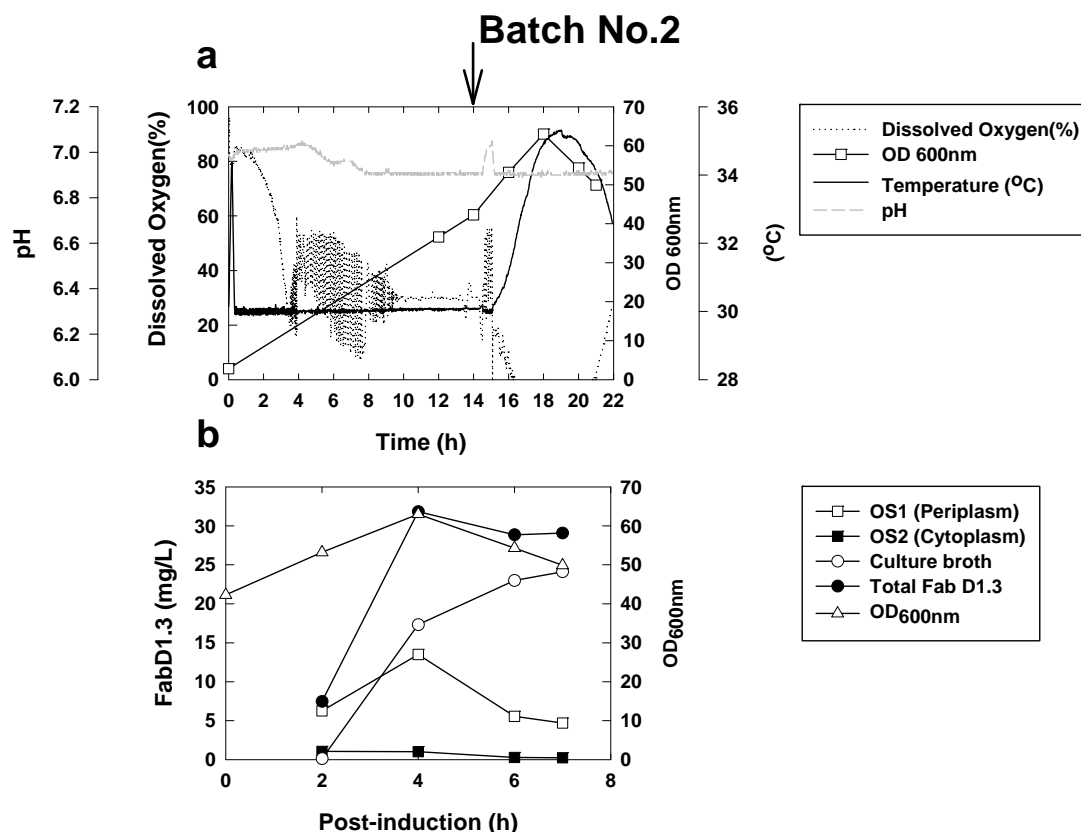 Batch No.2
a
7.2 100 70 36
7.0 80 60 34
6.9 50
6.6 60 40 32
6.4 40 30
20
6.3 20 30
10
6.0 0 0 28
pH
Dissolved Oxygen(%)
OD 600nm
(ºC)
0 2 4 6 8 10 12 14 16 18 20 22
Time (h)
Dissolved Oxygen(%)
OD 600nm
Temperature (ºC)
pH
b
35 70
30 60
25 50
20 40
15 30
10 20
5 10
0 0
FabD1.3 (mg/L)
OD600nm
0 2 4 6 8
Post-induction (h)
OS1 (Periplasm)
OS2 (Cytoplasm)
Culture broth
Total Fab D1.3
OD600nm